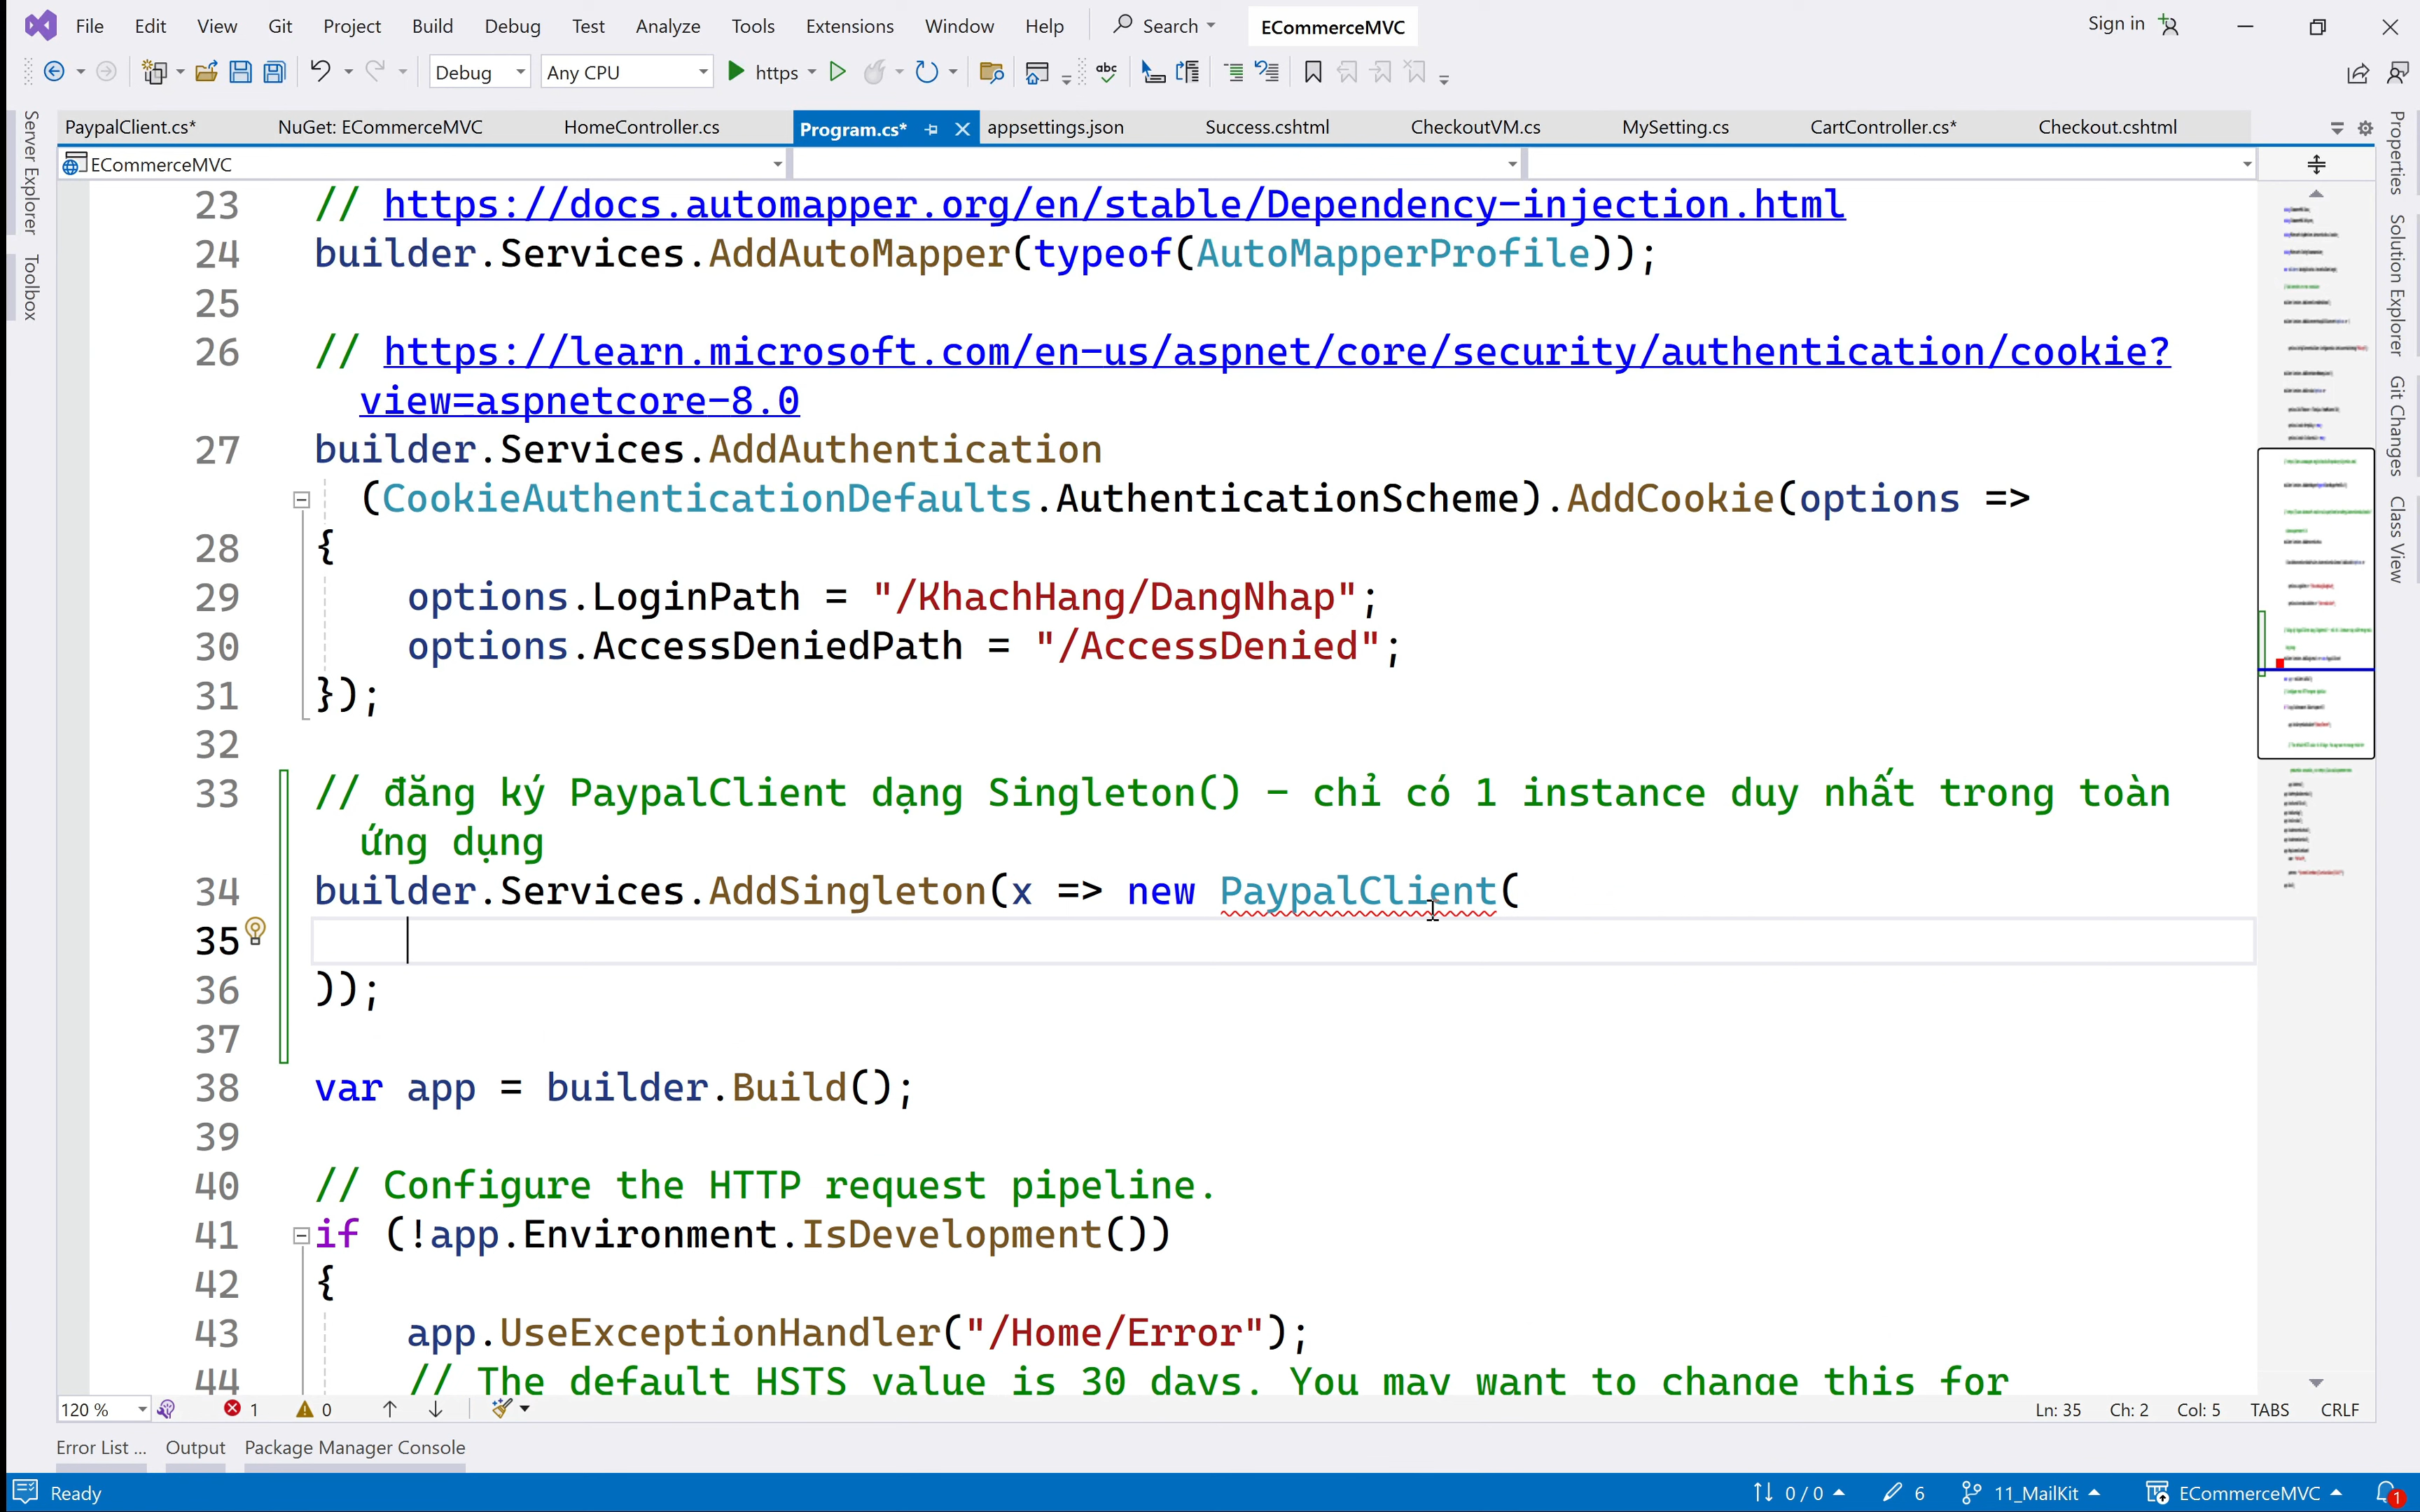 File Edit View Git Project Build Debug Test Analyze Tools Extensions Window Help Search ECommerceMVC Sign in
Debug Any CPU https
PaypalClient.cs* NuGet: ECommerceMVC HomeController.cs Program.cs* appsettings.json Success.cshtml CheckoutVM.cs MySetting.cs CartController.cs* Checkout.cshtml
ECommerceMVC
Server Explorer
Toolbox
23 // https://docs.automapper.org/en/stable/Dependency-injection.html
24 builder.Services.AddAutoMapper(typeof(AutoMapperProfile));
25
26 // https://learn.microsoft.com/en-us/aspnet/core/security/authentication/cookie?
view=aspnetcore-8.0
27 builder.Services.AddAuthentication
(CookieAuthenticationDefaults.AuthenticationScheme).AddCookie(options =>
28 {
29 options.LoginPath = "/KhachHang/DangNhap";
30 options.AccessDeniedPath = "/AccessDenied";
31 });
32
33 // đăng ký PaypalClient dạng Singleton() - chỉ có 1 instance duy nhất trong toàn
ứng dụng
34 builder.Services.AddSingleton(x => new PaypalClient(
35
36 ));
37
38 var app = builder.Build();
39
40 // Configure the HTTP request pipeline.
41 if (!app.Environment.IsDevelopment())
42 {
43 app.UseExceptionHandler("/Home/Error");
44 // The default HSTS value is 30 days. You may want to change this for
Properties
Solution Explorer
Git Changes
Class View
120 % 1 0 Ln: 35 Ch: 2 Col: 5 TABS CRLF
Error List ... Output Package Manager Console
Ready 0 / 0 6 11_MailKit ECommerceMVC 1